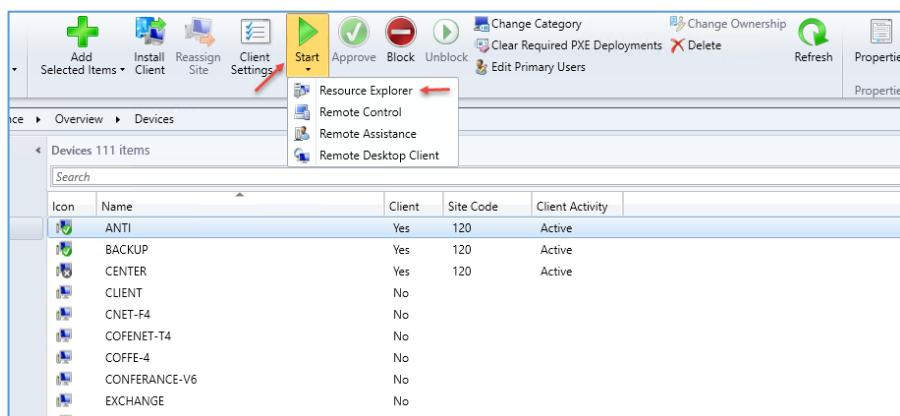 Add
Selected Items
Install
Client
Reassign
Site
Client
Settings
Start
Approve
Block
Unblock
Change Category
Clear Required PXE Deployments
Edit Primary Users
Change Ownership
Delete
Refresh
Propertie
Propertie
Resource Explorer
Remote Control
Remote Assistance
Remote Desktop Client
nce Overview Devices
Devices 111 items
Search
Icon Name Client Site Code Client Activity
ANTI Yes 120 Active
BACKUP Yes 120 Active
CENTER Yes 120 Active
CLIENT No
CNET-F4 No
COFENET-T4 No
COFFE-4 No
CONFERANCE-V6 No
EXCHANGE No